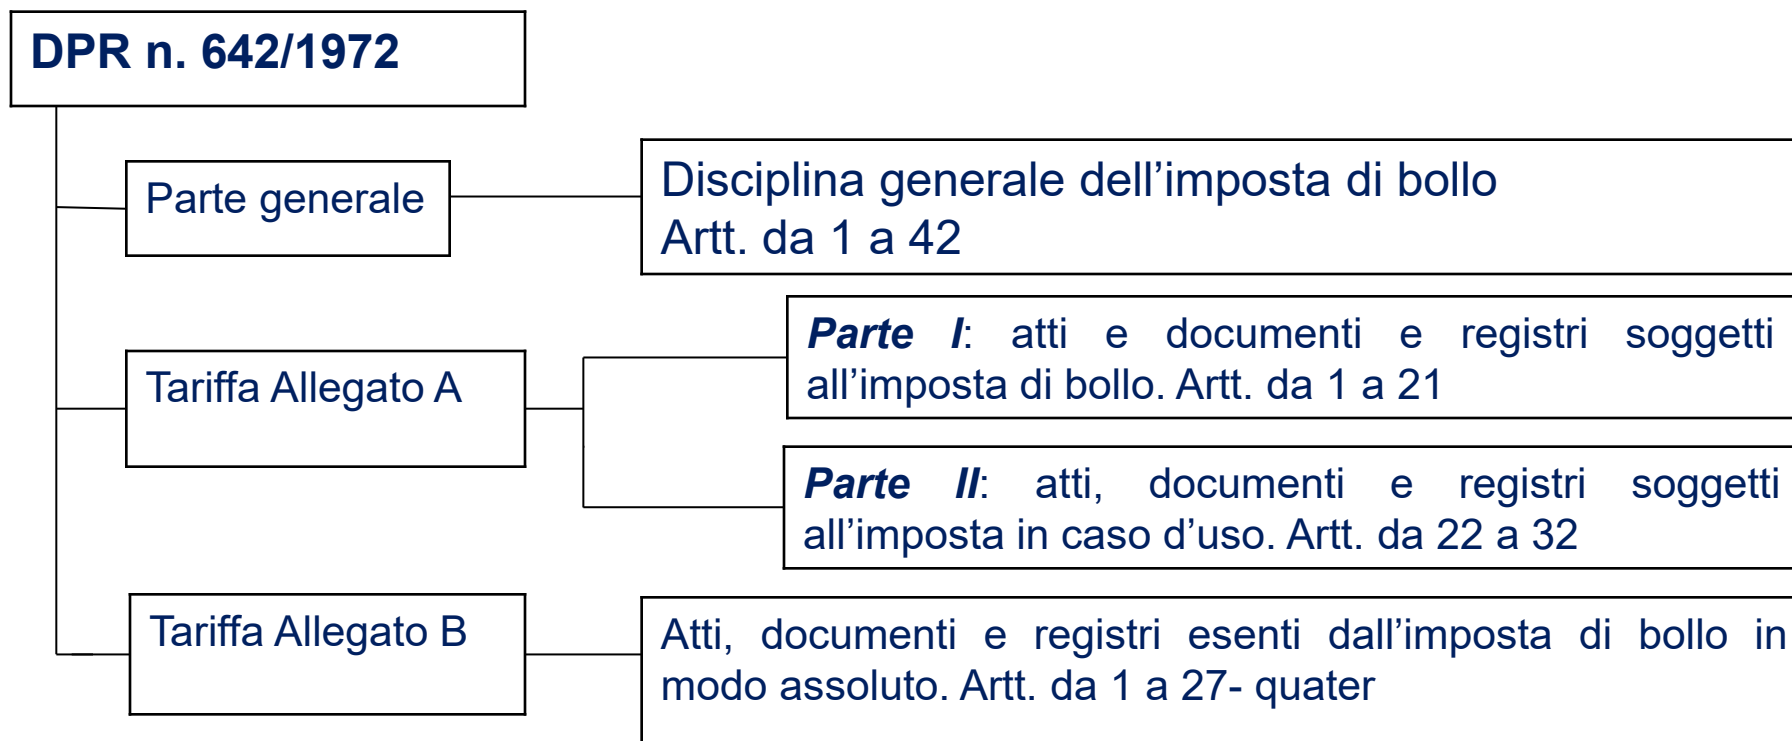 DPR n. 642/1972
Parte generale
Disciplina generale dell’imposta di bollo
Artt. da 1 a 42
Tariffa Allegato A
Parte I: atti e documenti e registri soggetti
all’imposta di bollo. Artt. da 1 a 21
Parte II: atti, documenti e registri soggetti
all’imposta in caso d’uso. Artt. da 22 a 32
Tariffa Allegato B
Atti, documenti e registri esenti dall’imposta di bollo in
modo assoluto. Artt. da 1 a 27- quater